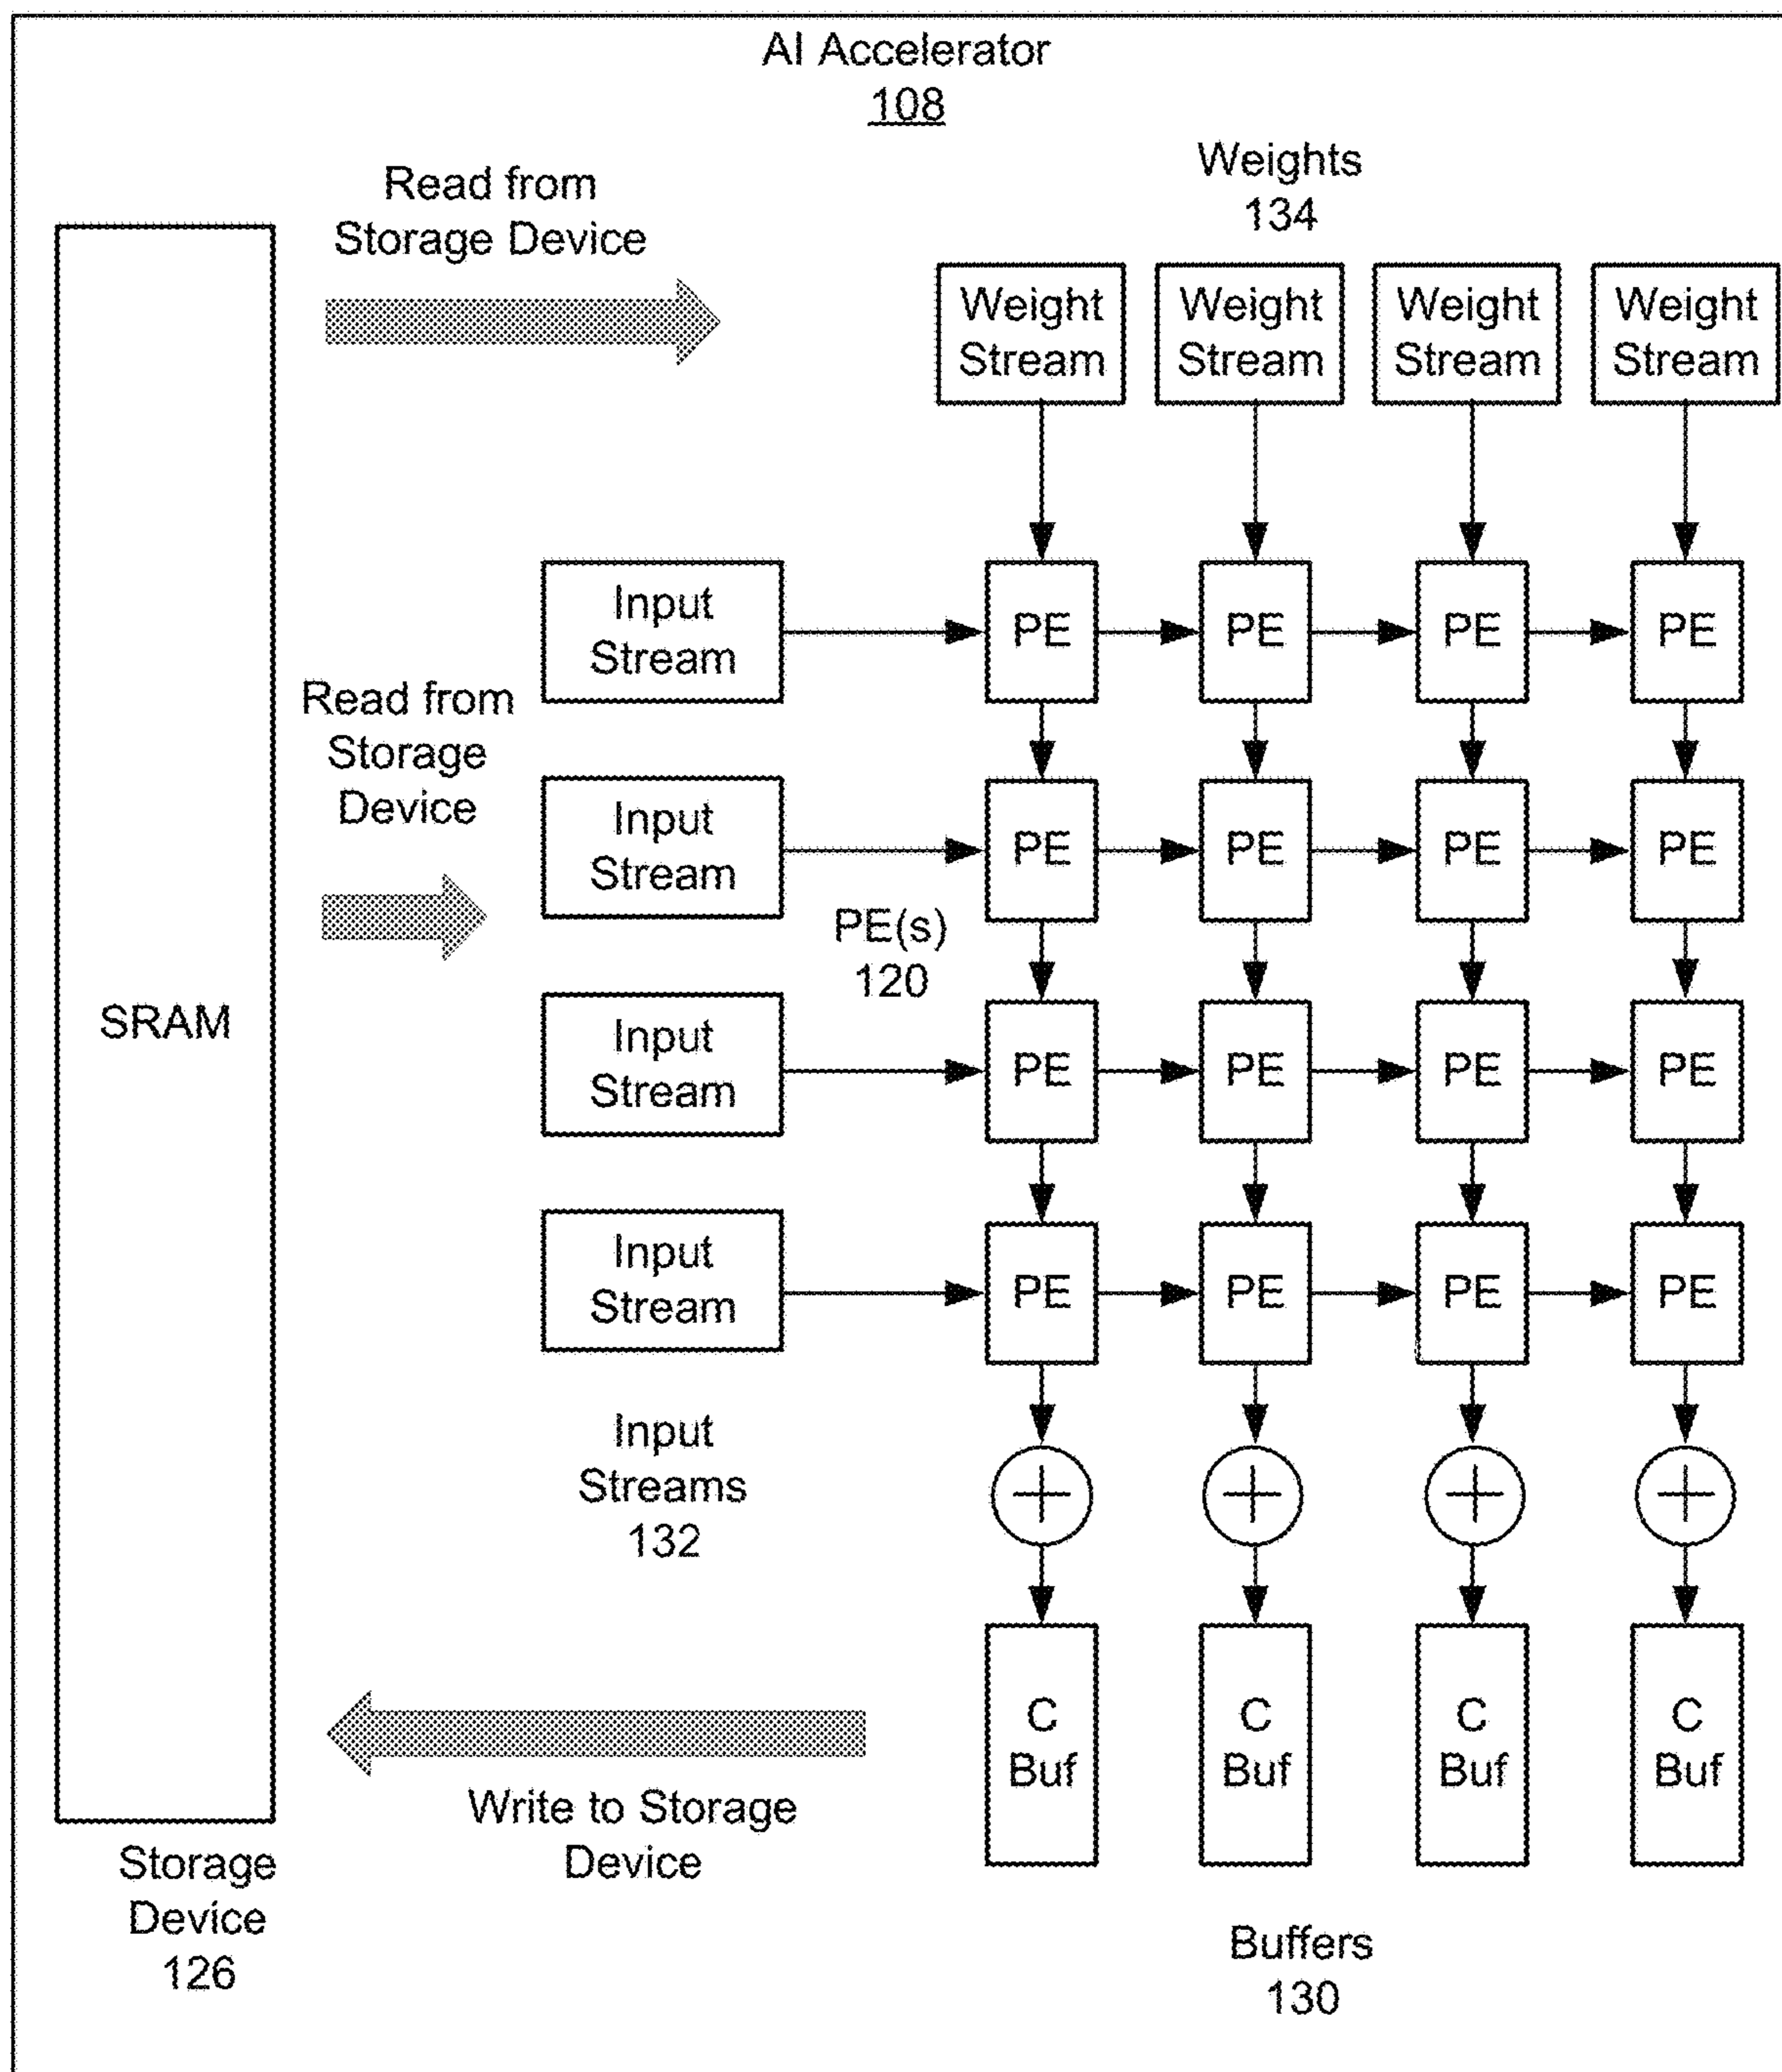 AI Accelerator
108
Weights
134
Read from
Storage Device
Weight
Stream
Weight
Stream
Weight
Stream
Weight
Stream
Input
Stream
PE
PE
PE
PE
Read from
Storage
Device
Input
Stream
PE
PE
PE
PE
PE(s)
120
SRAM
Input
Stream
PE
PE
PE
PE
Input
Stream
PE
PE
PE
PE
Input
Streams
132
C
Buf
C
Buf
C
Buf
C
Buf
Write to Storage
Device
Storage
Device
126
Buffers
130